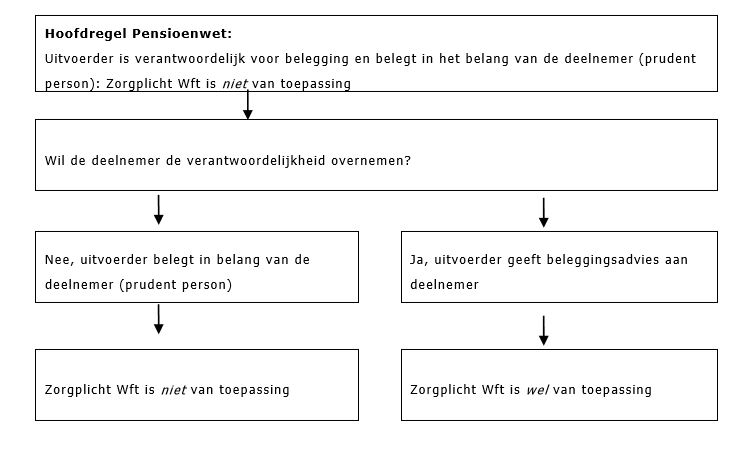 Hoofdregel Pensioenwet:
Uitvoerder is verantwoordelijk voor belegging en belegt in het belang van de deelnemer (prudent
person): Zorgplicht Wft is niet van toepassing
Wil de deelnemer de verantwoordelijkheid overnemen?
Nee, uitvoerder belegt in belang van de
deelnemer (prudent person)
Ja, uitvoerder geeft beleggingsadvies aan
deelnemer
Zorgplicht Wft is niet van toepassing
Zorgplicht Wft is wel van toepassing